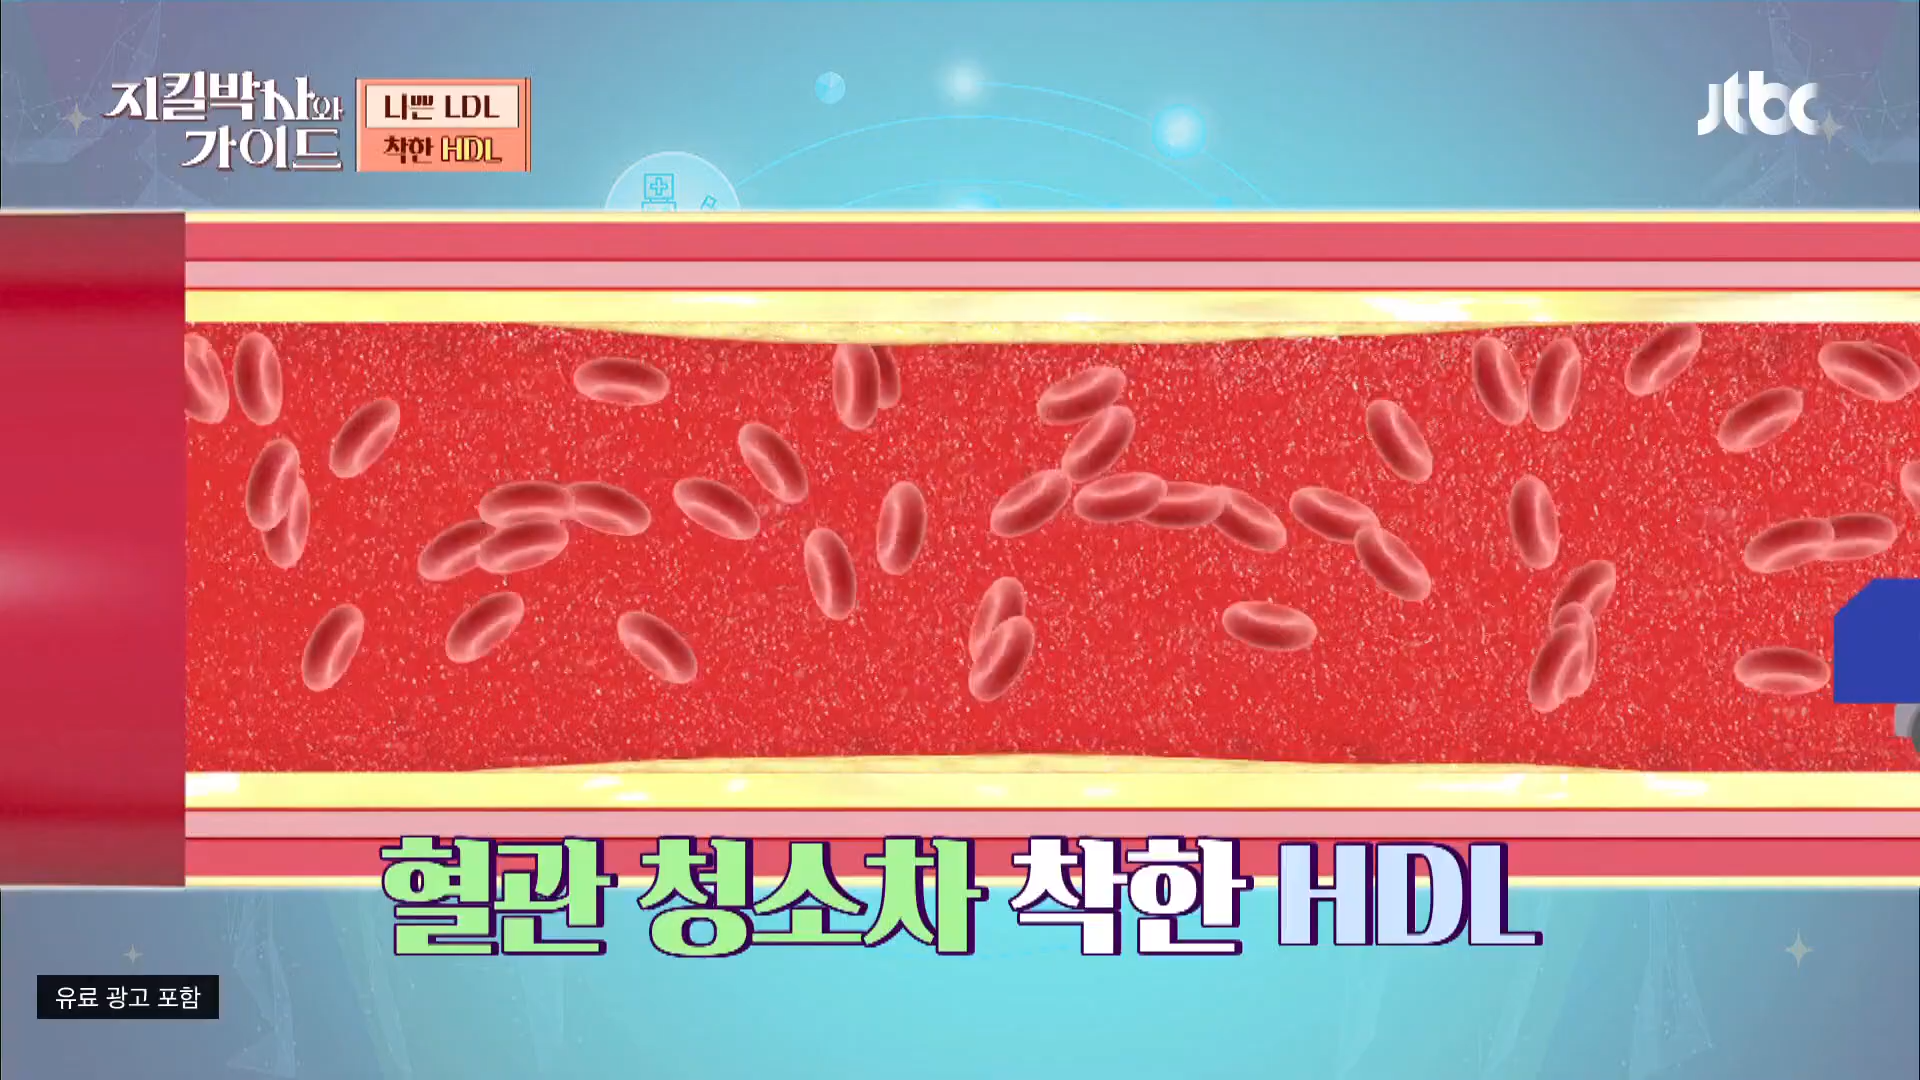 지킬박사와
가이드
나쁜 LDL
착한 HDL
jtbc
혈관 청소차 착한 HDL
유료 광고 포함